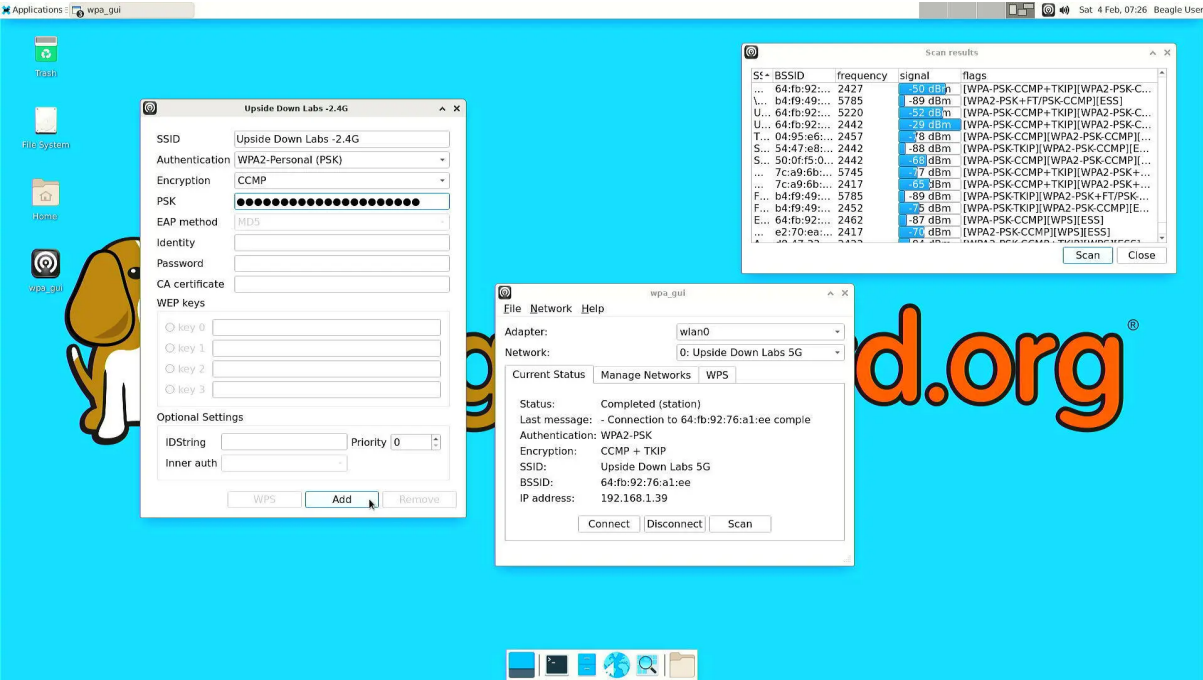 Applications
wpa_gui
Sat 4 Feb, 07:26 Beagle User
Trash
File System
Home
wpa_gui
Upside Down Labs -2.4G
SSID Upside Down Labs -2.4G
Authentication WPA2-Personal (PSK)
Encryption CCMP
PSK ●●●●●●●●●●●●●●●●●●●●●
EAP method MD5
Identity
Password
CA certificate
WEP keys
key 0
key 1
key 2
key 3
Optional Settings
IDString Priority 0
Inner auth
WPS Add Remove
Scan results
BSSID frequency signal flags
... 64:fb:92:... 2427 -50 dBm [WPA-PSK-CCMP+TKIP][WPA2-PSK-C...
\... b4:f9:49:... 5785 -89 dBm [WPA2-PSK+FT/PSK-CCMP][ESS]
U... 64:fb:92:... 5220 -52 dBm [WPA-PSK-CCMP+TKIP][WPA2-PSK-C...
U... 64:fb:92:... 2442 -29 dBm [WPA-PSK-CCMP+TKIP][WPA2-PSK-C...
T... 04:95:e6:... 2457 -78 dBm [WPA-PSK-CCMP][WPA2-PSK-CCMP][...
S... 54:47:e8:... 2442 -88 dBm [WPA-PSK-TKIP][WPA2-PSK-CCMP][E...
S... 50:0f:f5:0... 2442 -68 dBm [WPA-PSK-CCMP][WPA2-PSK-CCMP][...
... 7c:a9:6b:... 5745 -77 dBm [WPA-PSK-CCMP+TKIP][WPA2-PSK+...
... 7c:a9:6b:... 2417 -65 dBm [WPA-PSK-CCMP+TKIP][WPA2-PSK+...
F... b4:f9:49:... 5785 -89 dBm [WPA-PSK-TKIP][WPA2-PSK+FT/PSK-...
F... b4:f9:49:... 2452 -75 dBm [WPA-PSK-TKIP][WPA2-PSK-CCMP][E...
E... 64:fb:92:... 2462 -87 dBm [WPA-PSK-CCMP][WPS][ESS]
... e2:70:ea:... 2417 -70 dBm [WPA2-PSK-CCMP][WPS][ESS]
Scan Close
wpa_gui
File Network Help
Adapter: wlan0
Network: 0: Upside Down Labs 5G
Current Status Manage Networks WPS
Status: Completed (station)
Last message: - Connection to 64:fb:92:76:a1:ee comple
Authentication: WPA2-PSK
Encryption: CCMP + TKIP
SSID: Upside Down Labs 5G
BSSID: 64:fb:92:76:a1:ee
IP address: 192.168.1.39
Connect Disconnect Scan
d.org®